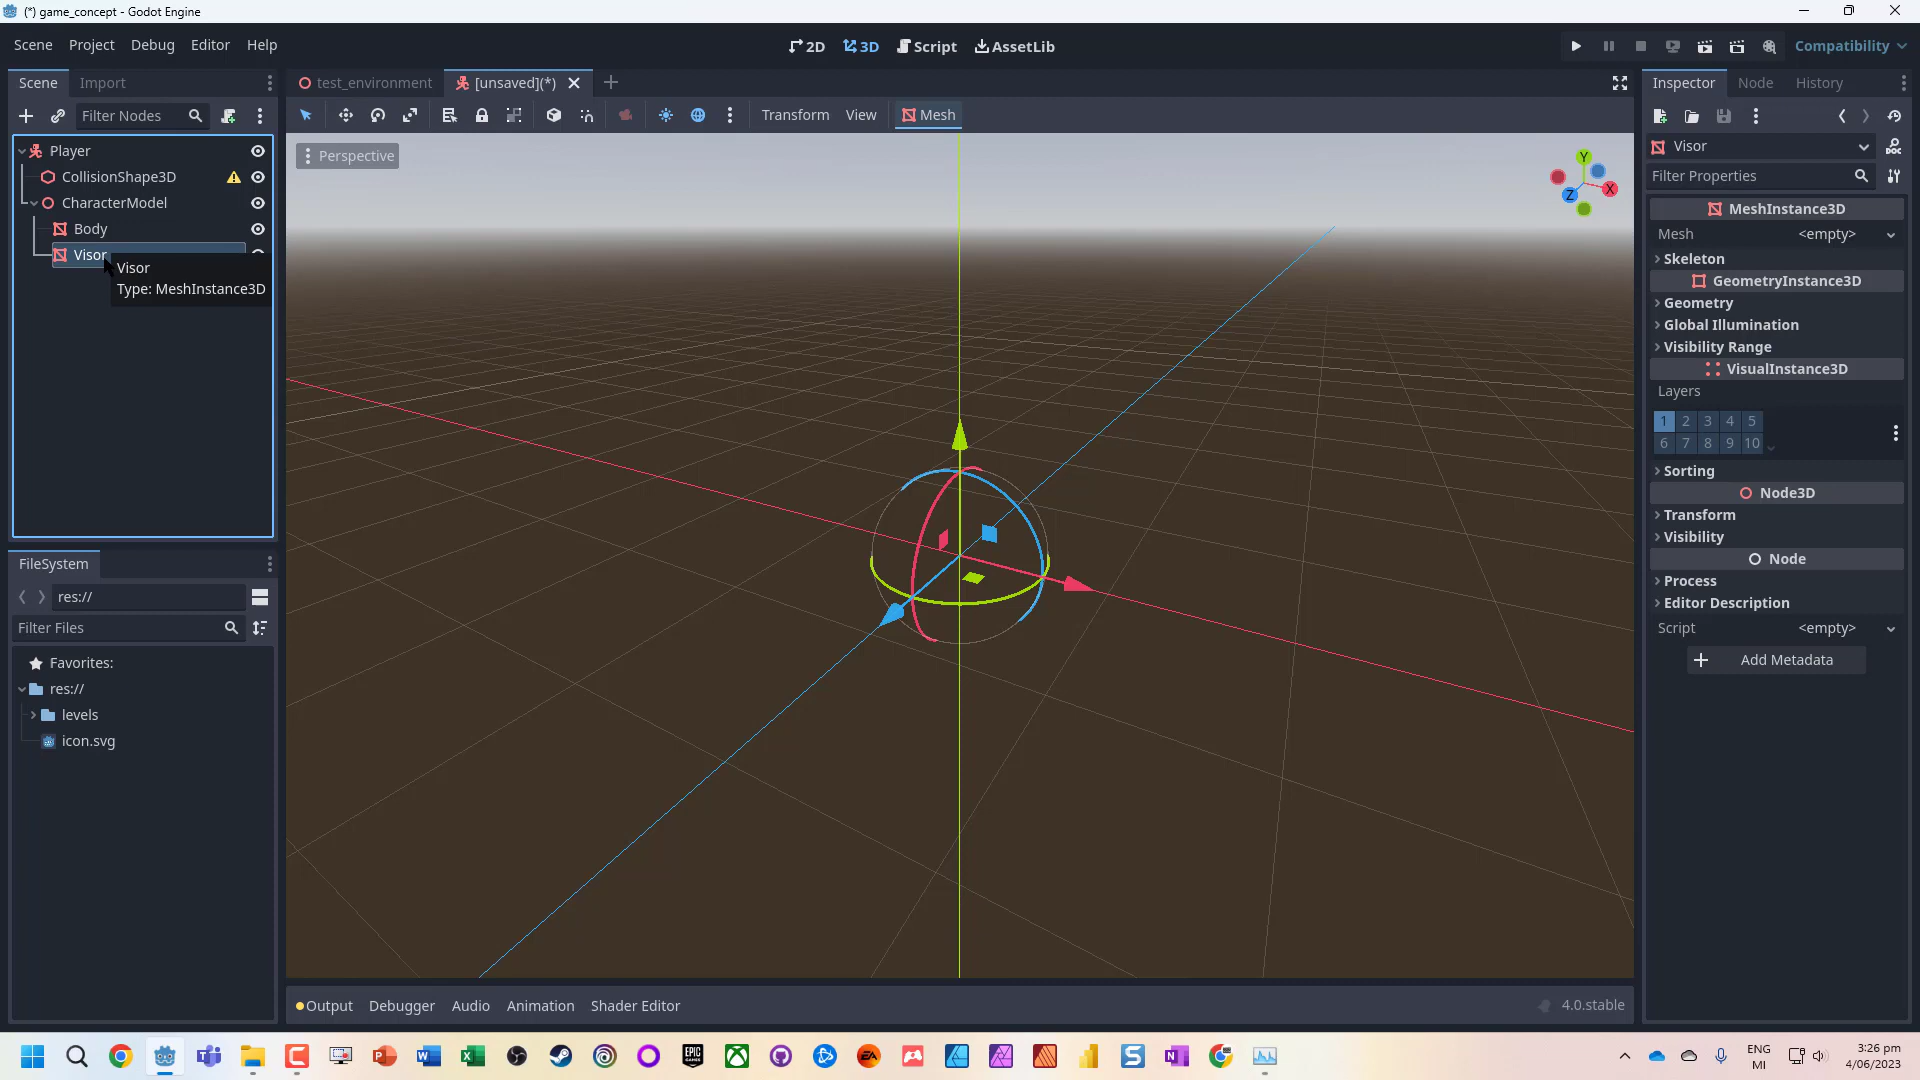 (*) game_concept - Godot Engine
Scene Project Debug Editor Help
2D 3D Script AssetLib
Compatibility
Scene Import
test_environment [unsaved](*)
Inspector Node History
Filter Nodes
Transform View Mesh
Perspective
Player
CollisionShape3D
CharacterModel
Body
Visor
Visor
Type: MeshInstance3D
Y
X
Z
Visor
Filter Properties
MeshInstance3D
Mesh <empty>
Skeleton
GeometryInstance3D
Geometry
Global Illumination
Visibility Range
VisualInstance3D
Layers
1 2 3 4 5
6 7 8 9 10
Sorting
Node3D
Transform
Visibility
Node
Process
Editor Description
Script <empty>
Add Metadata
FileSystem
res://
Filter Files
Favorites:
res://
levels
icon.svg
Output Debugger Audio Animation Shader Editor
4.0.stable
ENG
MI
3:26 pm
4/06/2023